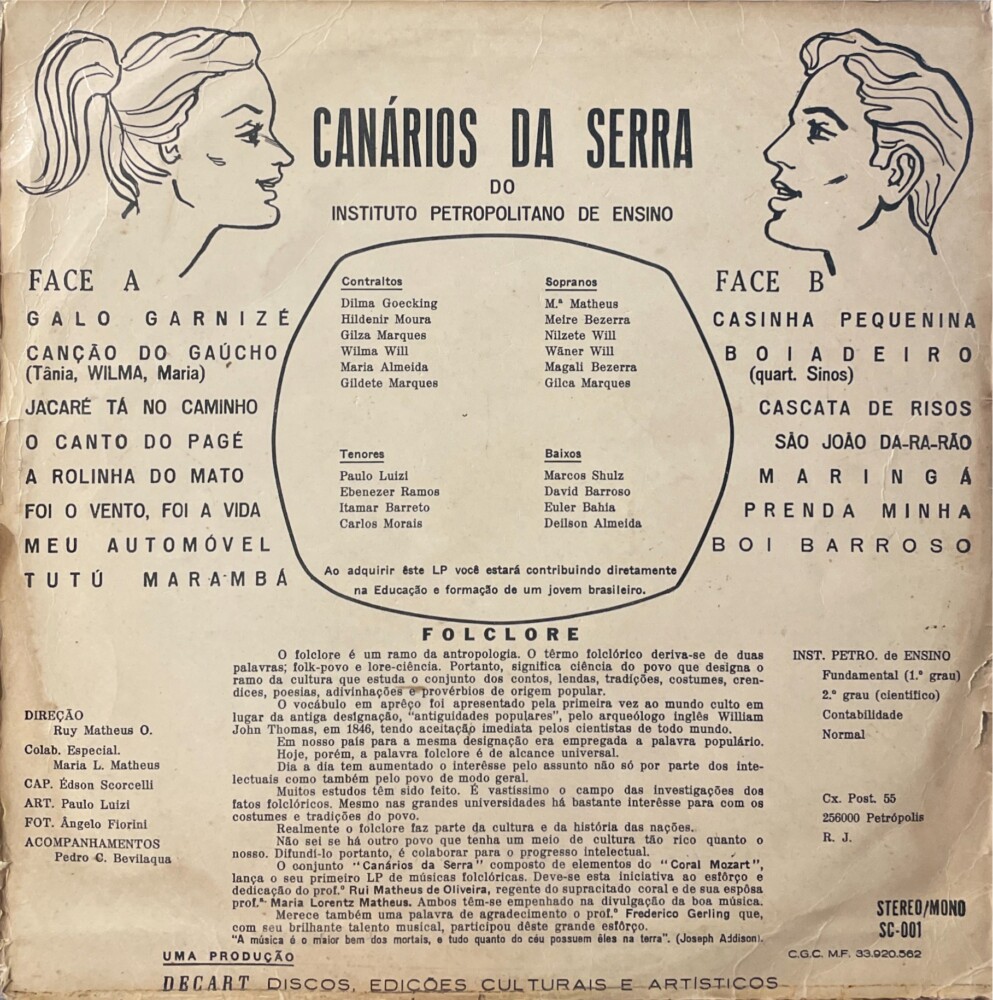 CANÁRIOS DA SERRA
DO
INSTITUTO PETROPOLITANO DE ENSINO
FACE A
GALO GARNIZÉ
CANÇÃO DO GAÚCHO
(Tânia, WILMA, Maria)
JACARÉ TÁ NO CAMINHO
O CANTO DO PAGÉ
A ROLINHA DO MATO
FOI O VENTO, FOI A VIDA
MEU AUTOMÓVEL
TUTÚ MARAMBÁ
Contraltos
Dilma Goecking
Hildenir Moura
Gilza Marques
Wilma Will
Maria Almeida
Gildete Marques
Sopranos
M.ª Matheus
Meire Bezerra
Nilzete Will
Wãner Will
Magali Bezerra
Gilca Marques
Tenores
Paulo Luizi
Ebenezer Ramos
Itamar Barreto
Carlos Morais
Baixos
Marcos Shulz
David Barroso
Euler Bahia
Deilson Almeida
Ao adquirir êste LP você estará contribuindo diretamente
na Educação e formação de um jovem brasileiro.
FACE B
CASINHA PEQUENINA
BOIADEIRO
(quart. Sinos)
CASCATA DE RISOS
SÃO JOÃO DA-RA-RÃO
MARINGÁ
PRENDA MINHA
BOI BARROSO
FOLCLORE
O folclore é um ramo da antropologia. O têrmo folclórico deriva-se de duas
palavras; folk-povo e lore-ciência. Portanto, significa ciência do povo que designa o
ramo da cultura que estuda o conjunto dos contos, lendas, tradições, costumes, cren-
dices, poesias, adivinhações e provérbios de origem popular.
O vocábulo em aprêço foi apresentado pela primeira vez ao mundo culto em
lugar da antiga designação, "antiguidades populares", pelo arqueólogo inglês William
John Thomas, em 1846, tendo aceitação imediata pelos cientistas de todo mundo.
Em nosso país para a mesma designação era empregada a palavra populário.
Hoje, porém, a palavra folclore é de alcance universal.
Dia a dia tem aumentado o interêsse pelo assunto não só por parte dos inte-
lectuais como também pelo povo de modo geral.
Muitos estudos têm sido feito. É vastissimo o campo das investigações dos
fatos folclóricos. Mesmo nas grandes universidades há bastante interêsse para com os
costumes e tradições do povo.
Realmente o folclore faz parte da cultura e da história das nações.
Não sei se há outro povo que tenha um meio de cultura tão rico quanto o
nosso. Difundi-lo portanto, é colaborar para o progresso intelectual.
O conjunto "Canários da Serra" composto de elementos do "Coral Mozart",
lança o seu primeiro LP de músicas folclóricas. Deve-se esta iniciativa ao esfôrço e
dedicação do prof.º Rui Matheus de Oliveira, regente do supracitado coral e de sua espôsa
prof.ª Maria Lorentz Matheus. Ambos têm-se empenhado na divulgação da boa música.
Merece também uma palavra de agradecimento o prof.º Frederico Gerling que,
com seu brilhante talento musical, participou dêste grande esfôrço.
"A música é o maior bem dos mortais, e tudo quanto do céu possuem êles na terra". (Joseph Addison).
DIREÇÃO
Ruy Matheus O.
Colab. Especial.
Maria L. Matheus
CAP. Édson Scorcelli
ART. Paulo Luizi
FOT. Ângelo Fiorini
ACOMPANHAMENTOS
Pedro C. Bevilaqua
INST. PETRO. de ENSINO
Fundamental (1.º grau)
2.º grau (científico)
Contabilidade
Normal
Cx. Post. 55
256000 Petrópolis
R. J.
STEREO/MONO
SC-001
C.G.C. M.F. 33.920.562
UMA PRODUÇÃO
DECART DISCOS, EDIÇÕES CULTURAIS E ARTÍSTICOS